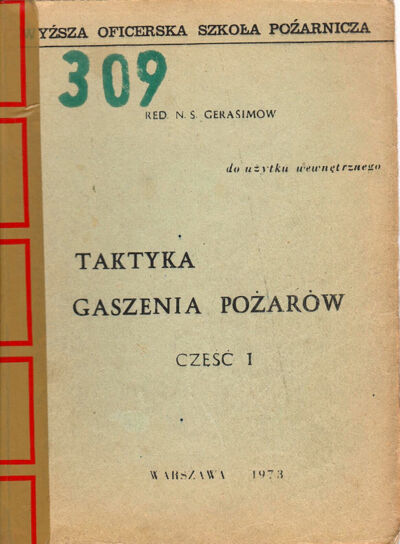 WYŻSZA OFICERSKA SZKOŁA POŻARNICZA
309
RED. N. S. GERASIMOW
do użytku wewnętrznego
TAKTYKA
GASZENIA POŻARÓW
CZĘŚĆ I
WARSZAWA 1973